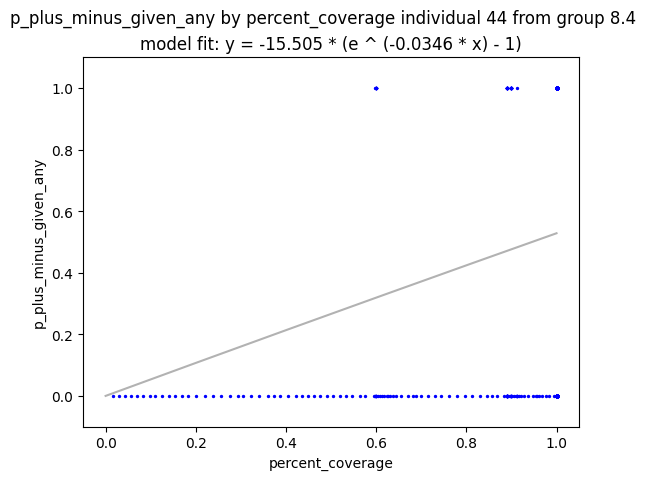 p_plus_minus_given_any by percent_coverage individual 44 from group 8.4
model fit: y = -15.505 * (e ^ (-0.0346 * x) - 1)
1.0
0.8
0.6
0.4
0.2
0.0
p_plus_minus_given_any
0.0 0.2 0.4 0.6 0.8 1.0
percent_coverage